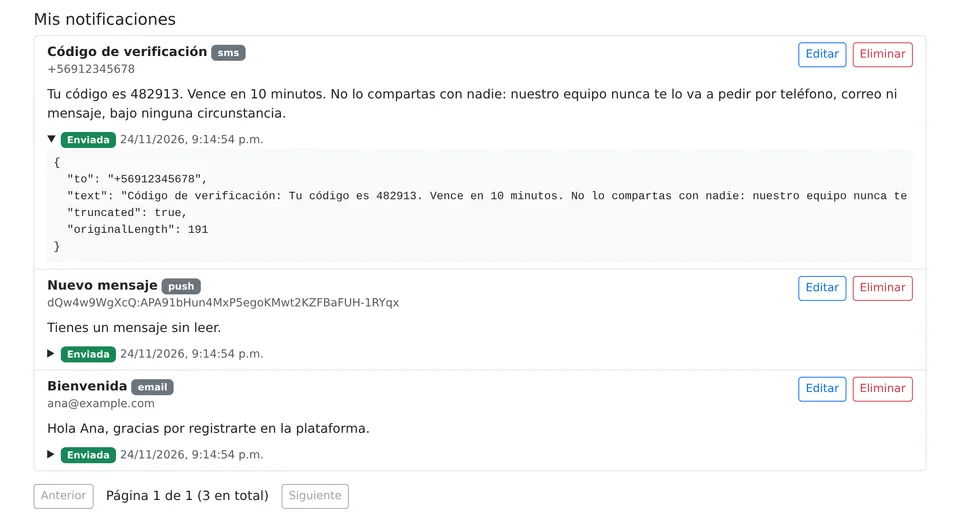 Mis notificaciones
Código de verificación sms
Editar Eliminar
+56912345678
Tu código es 482913. Vence en 10 minutos. No lo compartas con nadie: nuestro equipo nunca te lo va a pedir por teléfono, correo ni
mensaje, bajo ninguna circunstancia.
Enviada 24/11/2026, 9:14:54 p.m.
{
"to": "+56912345678",
"text": "Código de verificación: Tu código es 482913. Vence en 10 minutos. No lo compartas con nadie: nuestro equipo nunca te
"truncated": true,
"originalLength": 191
}
Nuevo mensaje push
Editar Eliminar
dQw4w9WgXcQ:APA91bHun4MxP5egoKMwt2KZFBaFUH-1RYqx
Tienes un mensaje sin leer.
Enviada 24/11/2026, 9:14:54 p.m.
Bienvenida email
Editar Eliminar
ana@example.com
Hola Ana, gracias por registrarte en la plataforma.
Enviada 24/11/2026, 9:14:54 p.m.
Anterior Página 1 de 1 (3 en total) Siguiente